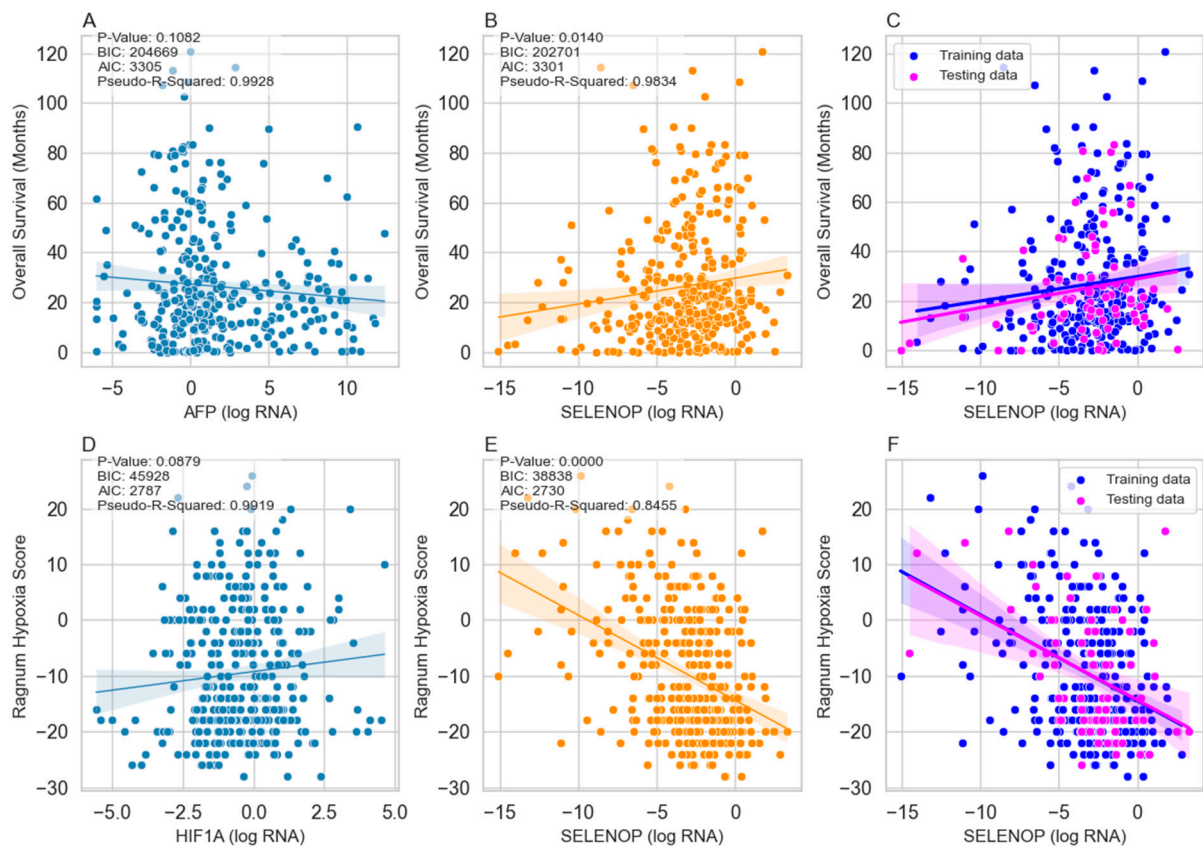 A
P-Value: 0.1082
BIC: 204669
AIC: 3305
Pseudo-R-Squared: 0.9928
120
100
80
60
40
20
0
Overall Survival (Months)
−5
0
5
10
AFP (log RNA)
B
P-Value: 0.0140
BIC: 202701
AIC: 3301
Pseudo-R-Squared: 0.9834
120
100
80
60
40
20
0
Overall Survival (Months)
−15
−10
−5
0
SELENOP (log RNA)
C
Training data
Testing data
120
100
80
60
40
20
0
Overall Survival (Months)
−15
−10
−5
0
SELENOP (log RNA)
D
P-Value: 0.0879
BIC: 45928
AIC: 2787
Pseudo-R-Squared: 0.9919
20
10
0
−10
−20
−30
Ragnum Hypoxia Score
−5.0
−2.5
0.0
2.5
5.0
HIF1A (log RNA)
E
P-Value: 0.0000
BIC: 38838
AIC: 2730
Pseudo-R-Squared: 0.8455
20
10
0
−10
−20
−30
Ragnum Hypoxia Score
−15
−10
−5
0
SELENOP (log RNA)
F
Training data
Testing data
20
10
0
−10
−20
−30
Ragnum Hypoxia Score
−15
−10
−5
0
SELENOP (log RNA)